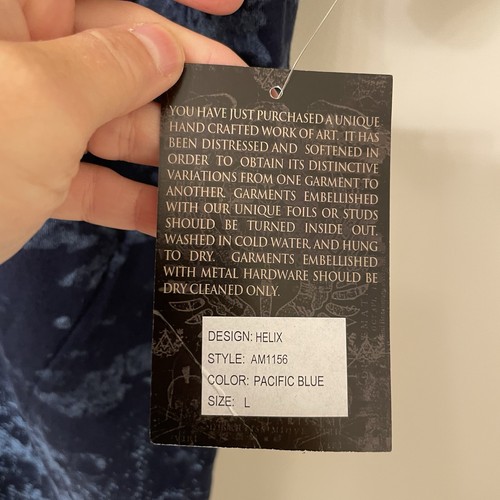 YOU HAVE JUST PURCHASED A UNIQUE
HAND CRAFTED WORK OF ART. IT HAS
BEEN DISTRESSED AND SOFTENED IN
ORDER TO OBTAIN ITS DISTINCTIVE
VARIATIONS FROM ONE GARMENT TO
ANOTHER. GARMENTS EMBELLISHED
WITH OUR UNIQUE FOILS OR STUDS
SHOULD BE TURNED INSIDE OUT,
WASHED IN COLD WATER, AND HUNG
TO DRY. GARMENTS EMBELLISHED
WITH METAL HARDWARE SHOULD BE
DRY CLEANED ONLY.
DESIGN: HELIX
STYLE: AM1156
COLOR: PACIFIC BLUE
SIZE: L